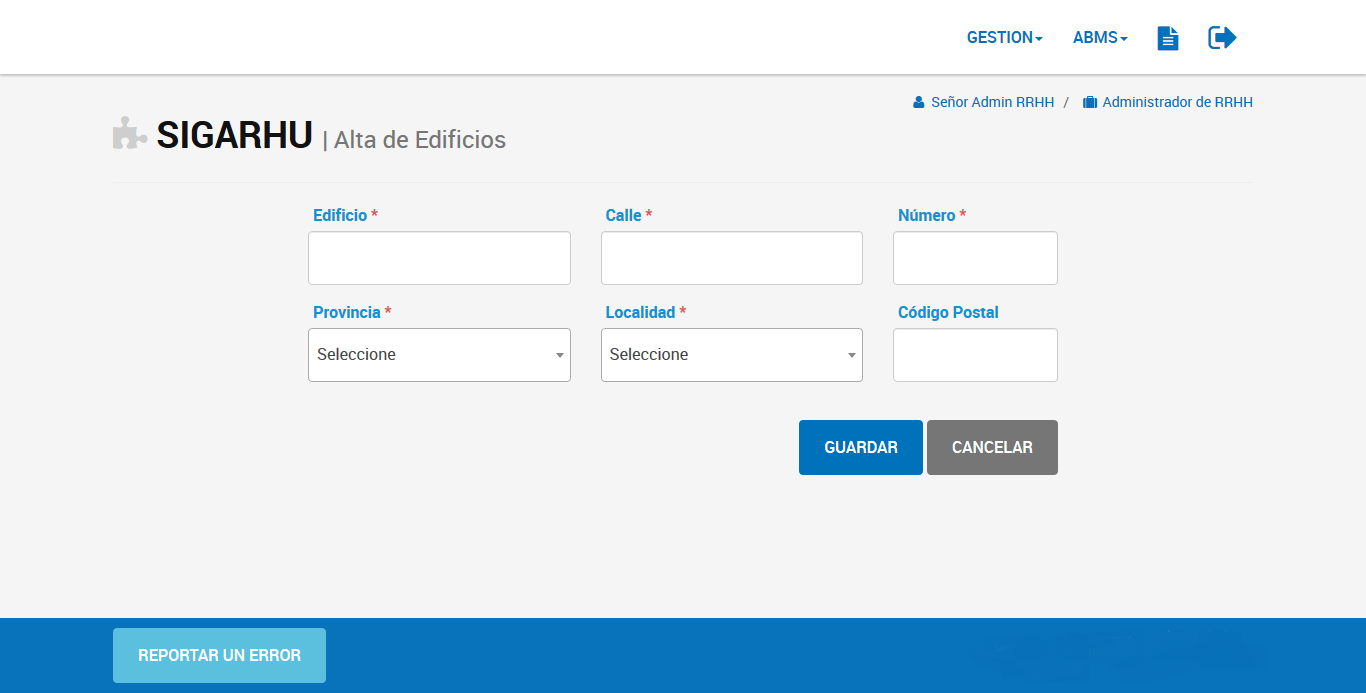 GESTION ABMS
Señor Admin RRHH / Administrador de RRHH
SIGARHU | Alta de Edificios
Edificio * Calle * Número *
Provincia * Localidad * Código Postal
Seleccione Seleccione
GUARDAR CANCELAR
REPORTAR UN ERROR